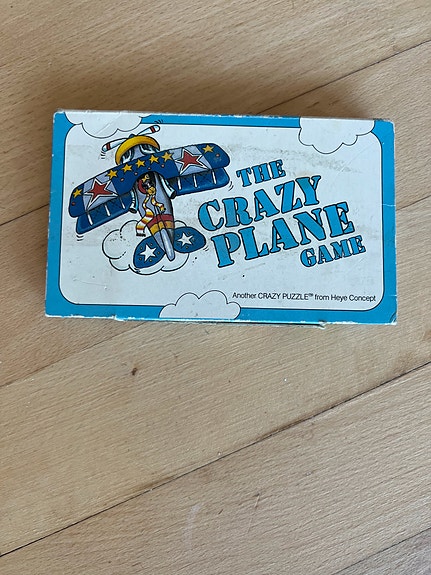 THE
CRAZY
PLANE
GAME
Another CRAZY PUZZLE™ from Heye Concept